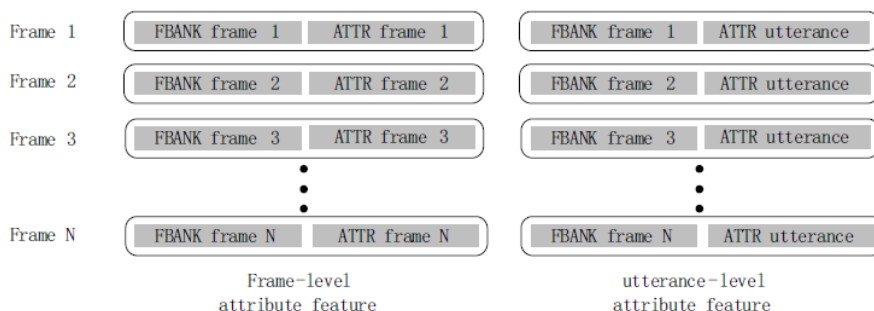 Frame 1 FBANK frame 1 ATTR frame 1 FBANK frame 1 ATTR utterance
Frame 2 FBANK frame 2 ATTR frame 2 FBANK frame 2 ATTR utterance
Frame 3 FBANK frame 3 ATTR frame 3 FBANK frame 3 ATTR utterance
Frame N FBANK frame N ATTR frame N FBANK frame N ATTR utterance
Frame-level utterance-level
attribute feature attribute feature